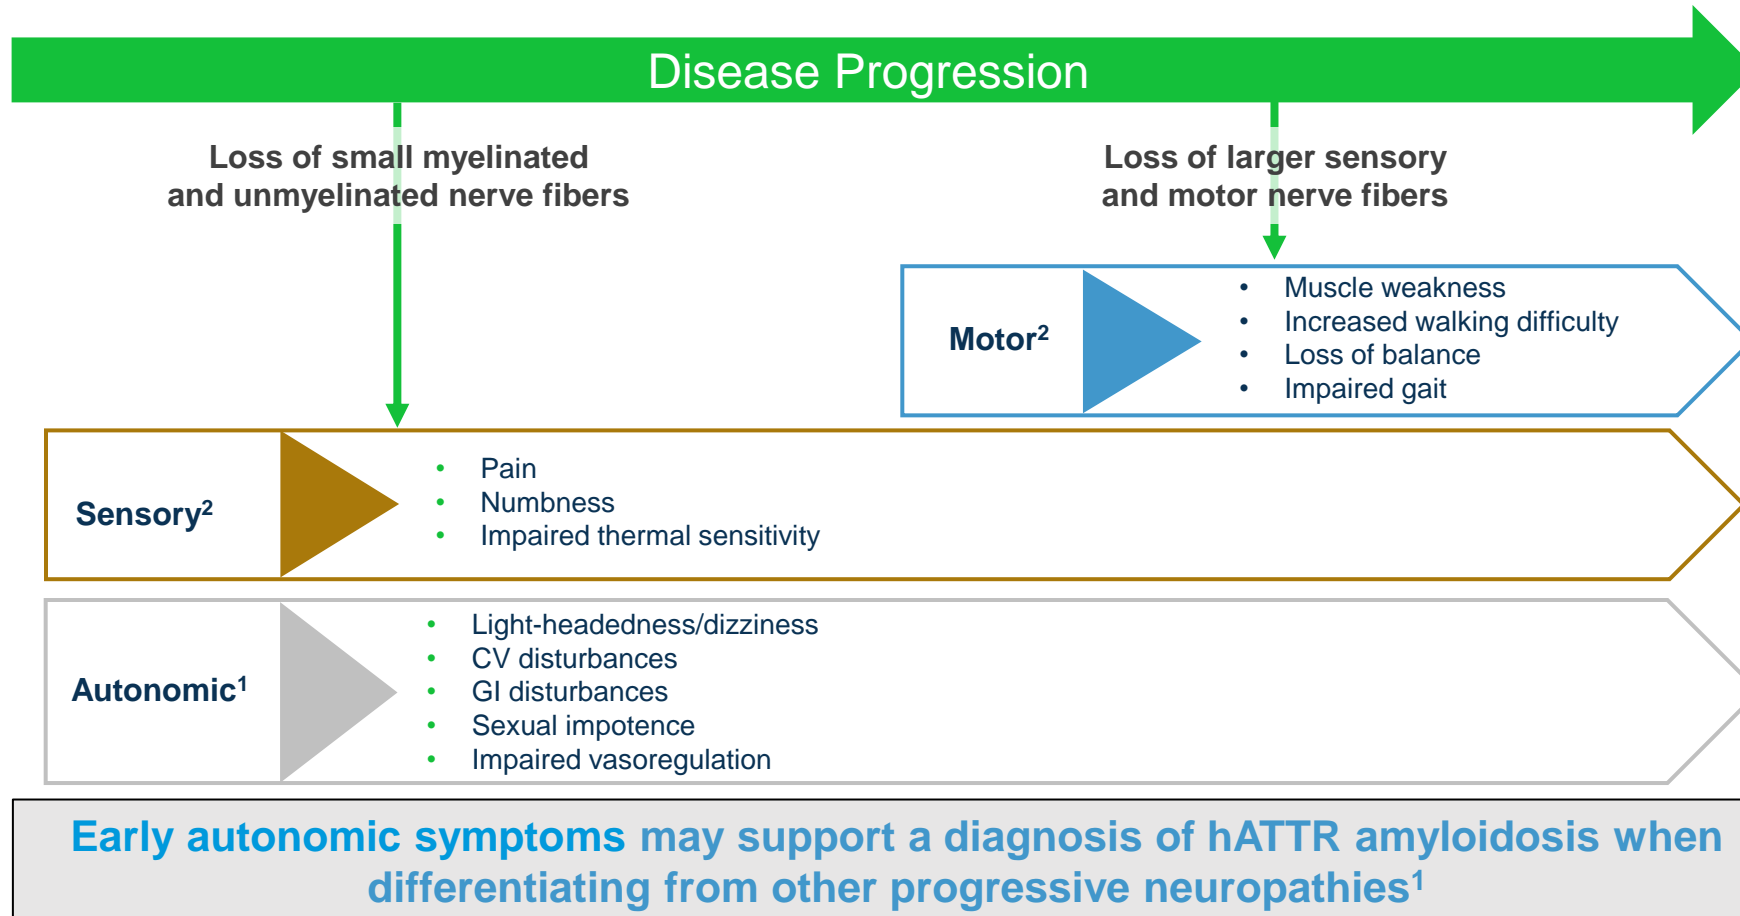 Disease Progression
Loss of small myelinated
and unmyelinated nerve fibers
Loss of larger sensory
and motor nerve fibers
Motor²
• Muscle weakness
• Increased walking difficulty
• Loss of balance
• Impaired gait
Sensory²
• Pain
• Numbness
• Impaired thermal sensitivity
Autonomic¹
• Light-headedness/dizziness
• CV disturbances
• GI disturbances
• Sexual impotence
• Impaired vasoregulation
Early autonomic symptoms may support a diagnosis of hATTR amyloidosis when
differentiating from other progressive neuropathies¹